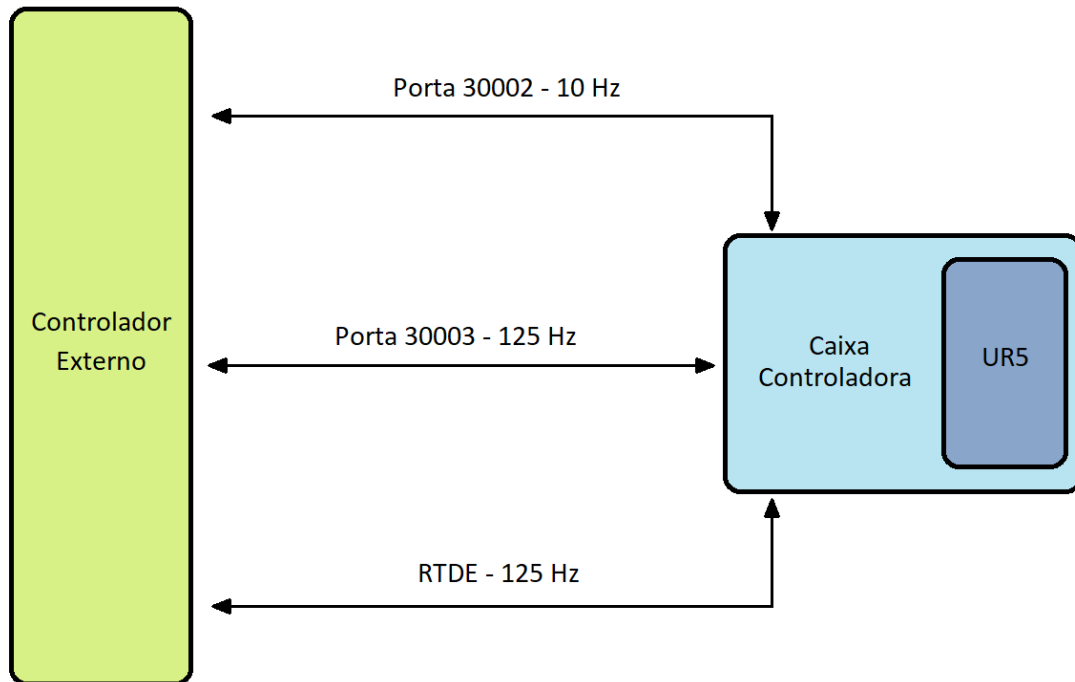 Porta 30002 - 10 Hz
Controlador
Externo
Porta 30003 - 125 Hz
Caixa
Controladora
UR5
RTDE - 125 Hz